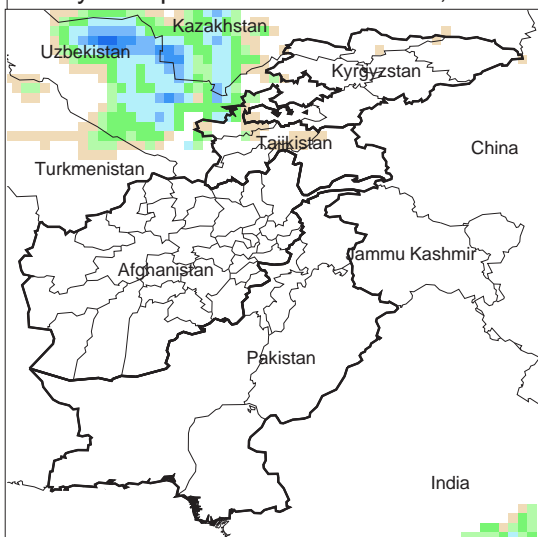 Kazakhstan
Uzbekistan
Kyrgyzstan
Tajikistan
China
Turkmenistan
Jammu Kashmir
Afghanistan
Pakistan
India